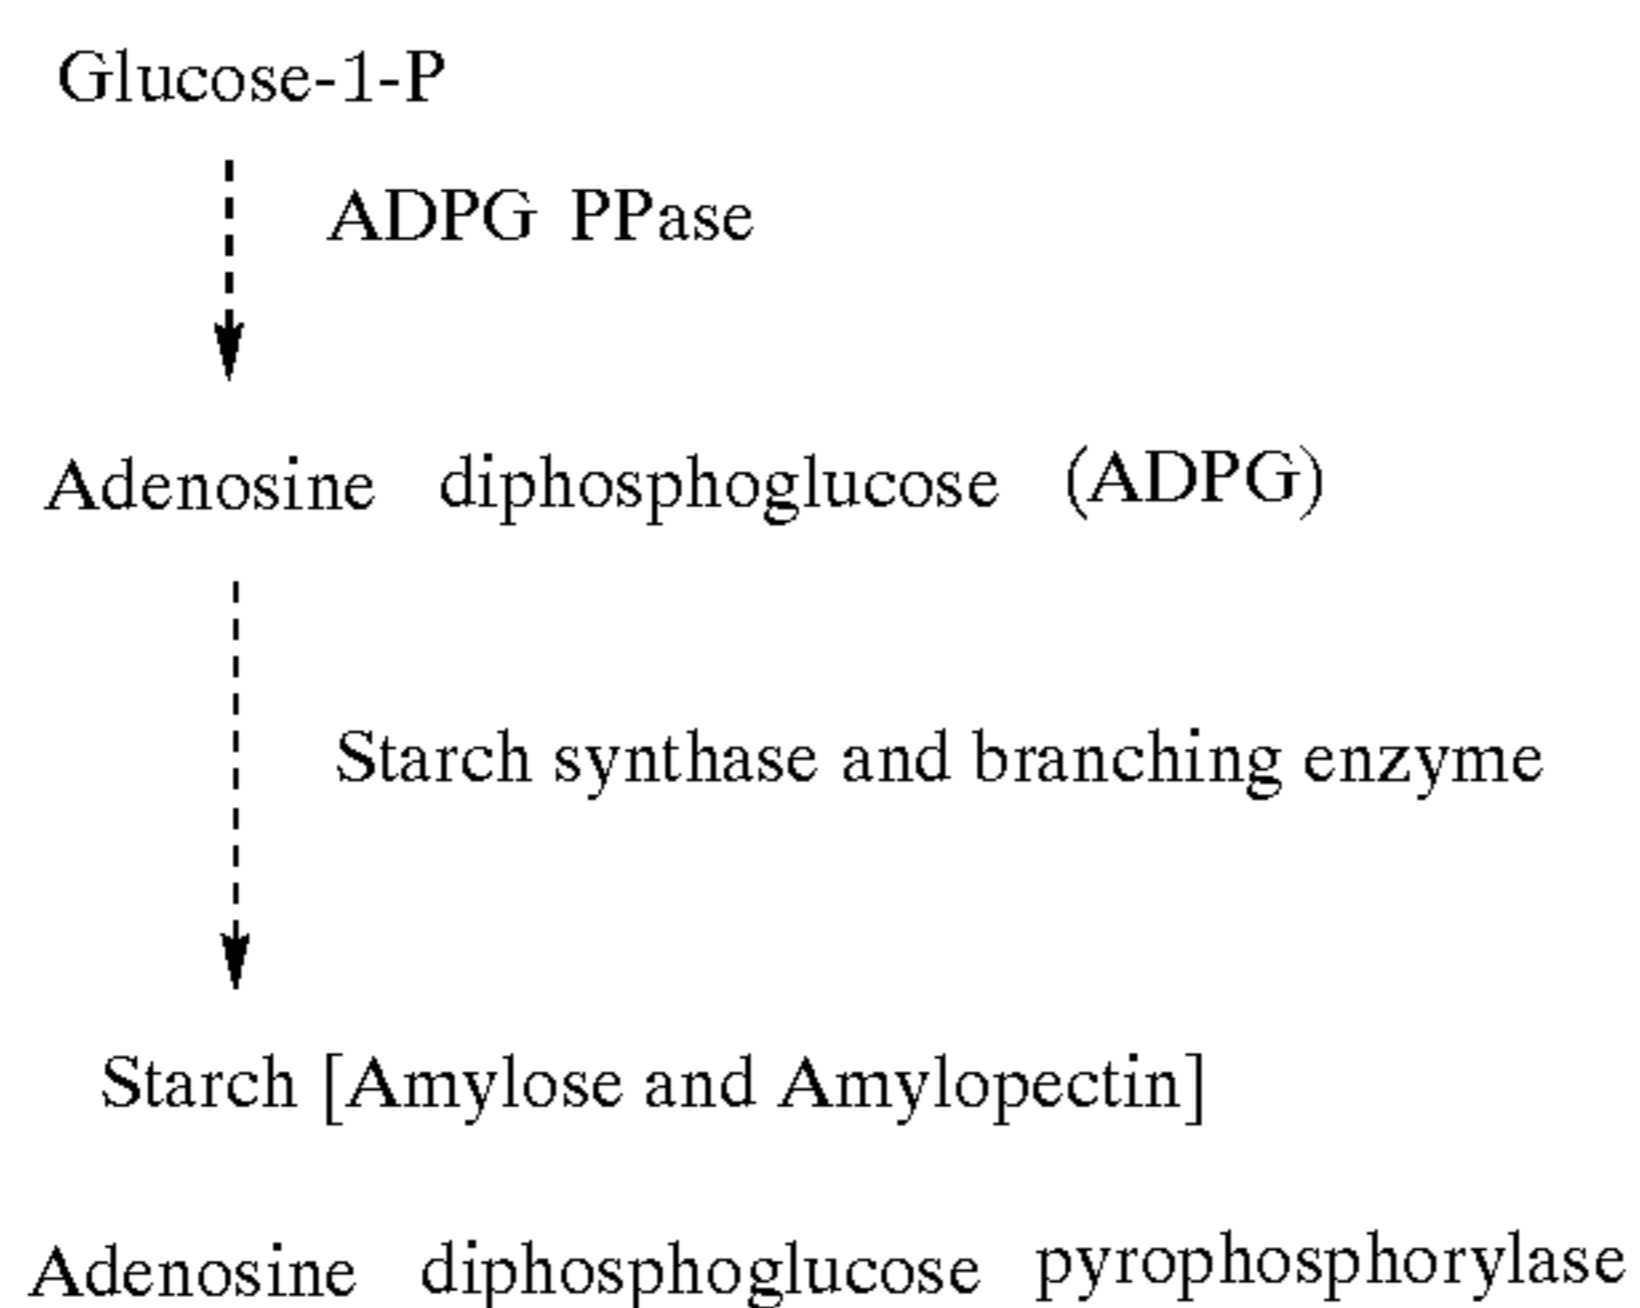 Glucose-1-P
ADPG PPase
Adenosine diphosphoglucose (ADPG)
Starch synthase and branching enzyme
Starch [Amylose and Amylopectin]
Adenosine diphosphoglucose pyrophosphorylase